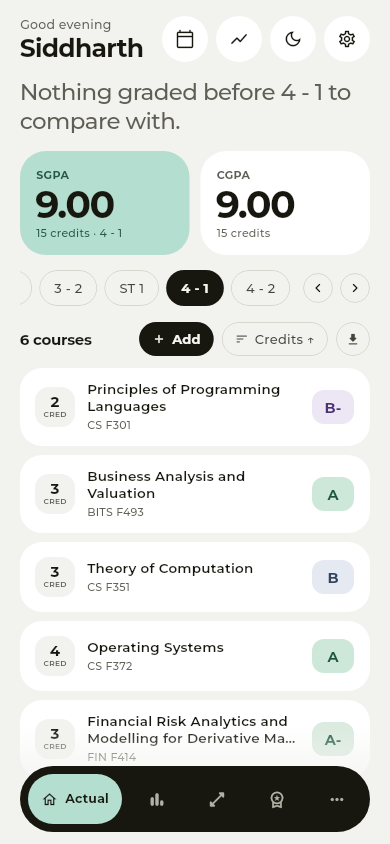 Good evening
Siddharth
Nothing graded before 4 - 1 to
compare with.
SGPA
9.00
15 credits · 4 - 1
CGPA
9.00
15 credits
3 - 2
ST 1
4 - 1
4 - 2
6 courses
+ Add
Credits ↑
2
CRED
Principles of Programming
Languages
CS F301
B-
3
CRED
Business Analysis and
Valuation
BITS F493
A
3
CRED
Theory of Computation
CS F351
B
4
CRED
Operating Systems
CS F372
A
3
CRED
Financial Risk Analytics and
Modelling for Derivative Ma...
FIN F414
A-
Actual